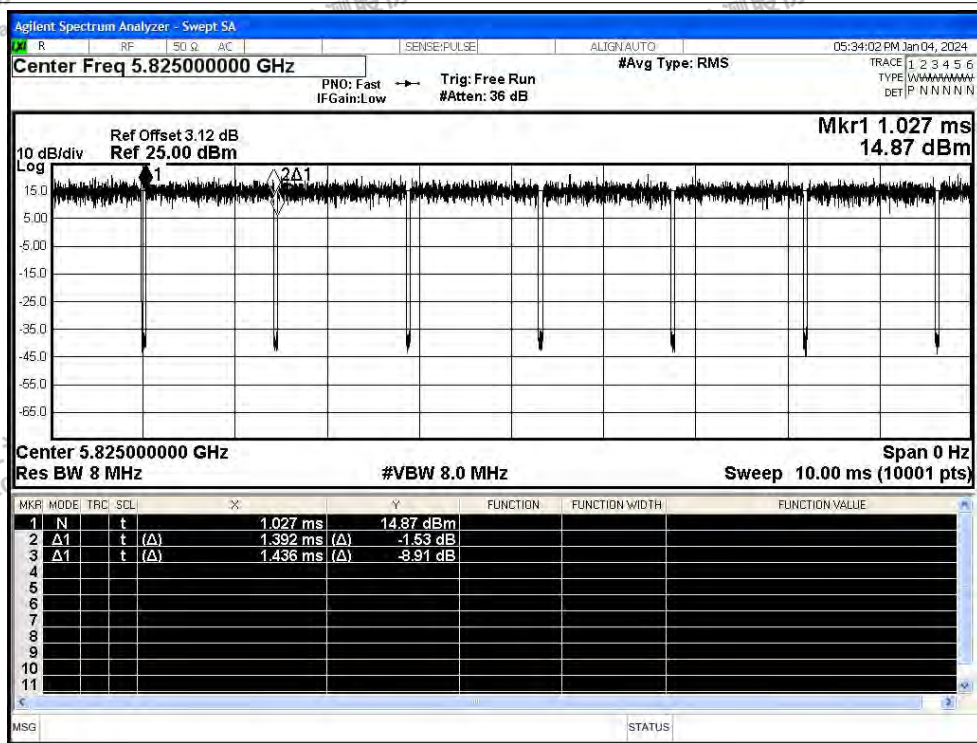 Agilent Spectrum Analyzer - Swept SA
R RF 50 Ω AC SENSE:PULSE ALIGN AUTO 05:34:02 PM Jan 04, 2024
Center Freq 5.825000000 GHz
PNO: Fast
IFGain:Low
Trig: Free Run
#Atten: 36 dB
#Avg Type: RMS
TRACE 1 2 3 4 5 6
TYPE
DET P N N N N N
Mkr1 1.027 ms
14.87 dBm
Ref Offset 3.12 dB
10 dB/div Ref 25.00 dBm
Log
1
2Δ1
15.0
5.00
-5.00
-15.0
-25.0
-35.0
-45.0
-55.0
-65.0
Center 5.825000000 GHz Span 0 Hz
Res BW 8 MHz #VBW 8.0 MHz Sweep 10.00 ms (10001 pts)
MKR MODE TRC SCL X Y FUNCTION FUNCTION WIDTH FUNCTION VALUE
1 N t 1.027 ms 14.87 dBm
2 Δ1 t (Δ) 1.392 ms (Δ) -1.53 dB
3 Δ1 t (Δ) 1.436 ms (Δ) -8.91 dB
4
5
6
7
8
9
10
11
MSG STATUS